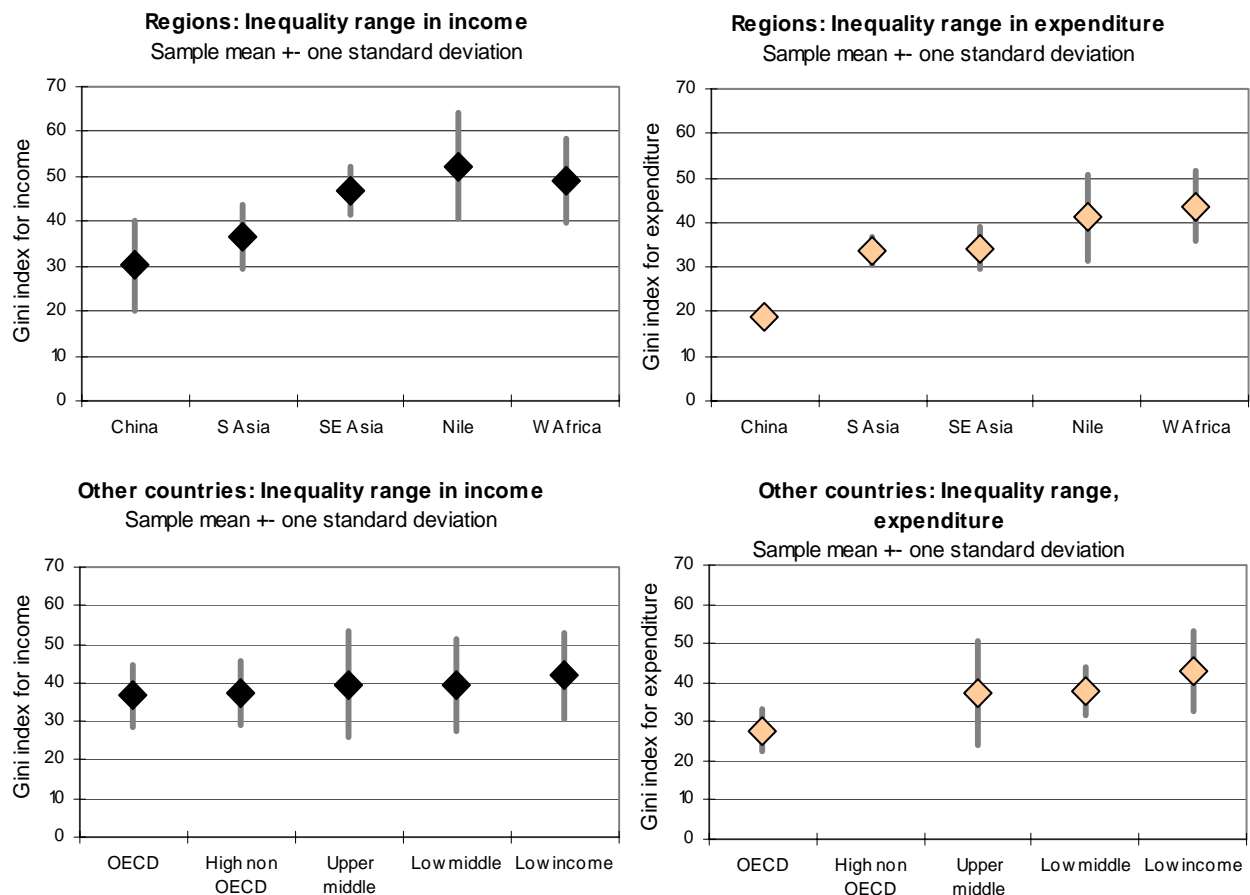 Regions: Inequality range in income
Sample mean +- one standard deviation
Gini index for income
70
60
50
40
30
20
10
0
China
S Asia
SE Asia
Nile
W Africa
Regions: Inequality range in expenditure
Sample mean +- one standard deviation
Gini index for expenditure
70
60
50
40
30
20
10
0
China
S Asia
SE Asia
Nile
W Africa
Other countries: Inequality range in income
Sample mean +- one standard deviation
Gini index for income
70
60
50
40
30
20
10
0
OECD
High non
OECD
Upper
middle
Low middle
Low income
Other countries: Inequality range,
expenditure
Sample mean +- one standard deviation
Gini index for expenditure
70
60
50
40
30
20
10
0
OECD
High non
OECD
Upper
middle
Low middle
Low income